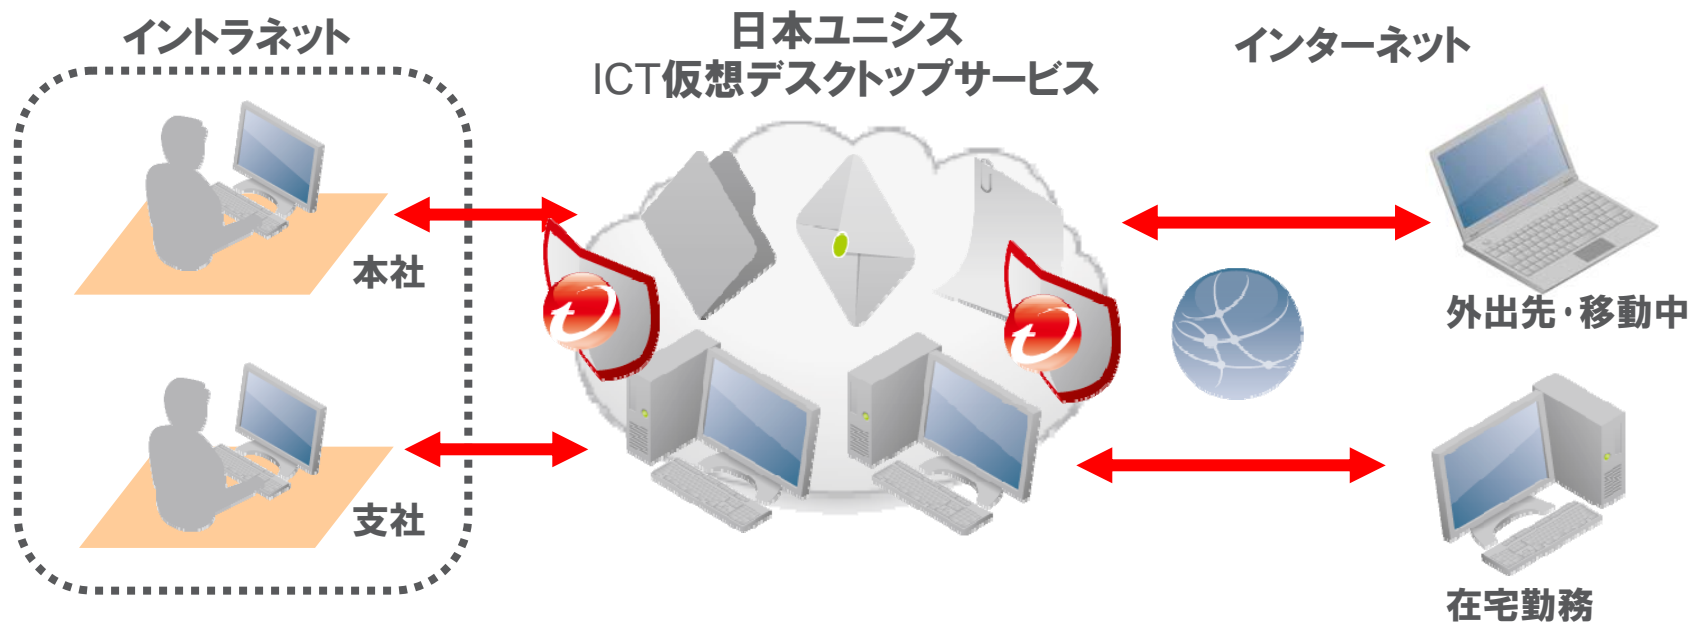 イントラネット
日本ユニシス
ICT仮想デスクトップサービス
インターネット
本社
支社
外出先・移動中
在宅勤務